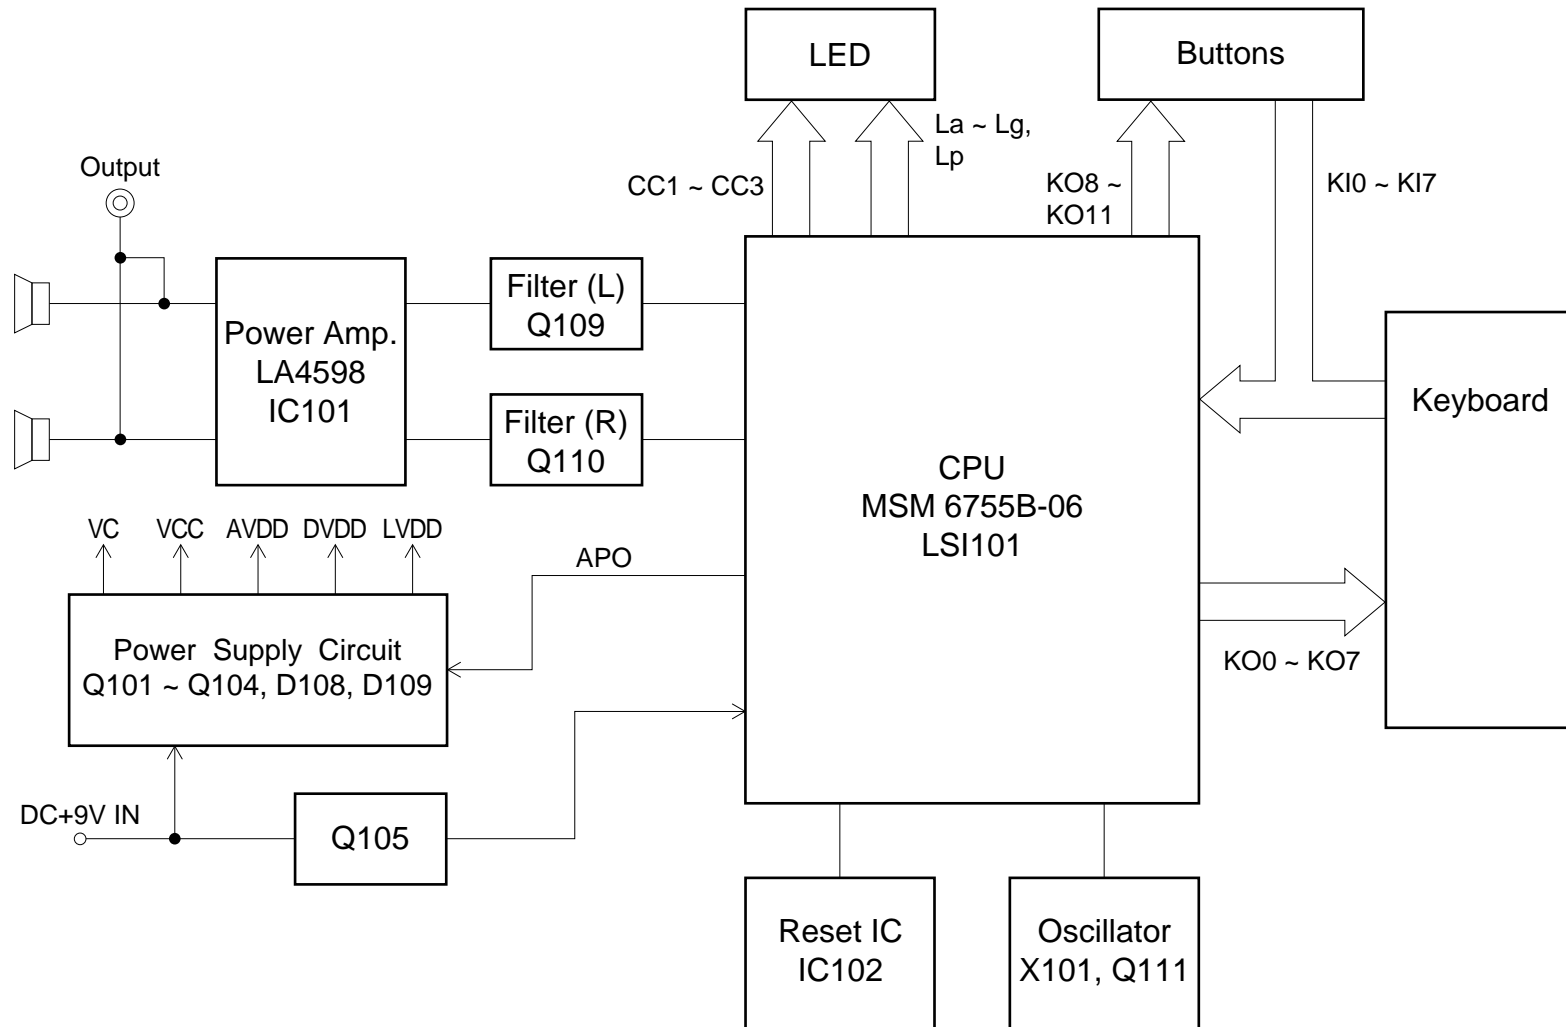 LED
Buttons
La ~ Lg,
Lp
CC1 ~ CC3
KO8 ~
KO11
KI0 ~ KI7
Output
Filter (L)
Q109
Power Amp.
LA4598
IC101
Filter (R)
Q110
CPU
MSM 6755B-06
LSI101
Keyboard
VC
VCC
AVDD
DVDD
LVDD
APO
Power Supply Circuit
Q101 ~ Q104, D108, D109
KO0 ~ KO7
DC+9V IN
Q105
Reset IC
IC102
Oscillator
X101, Q111